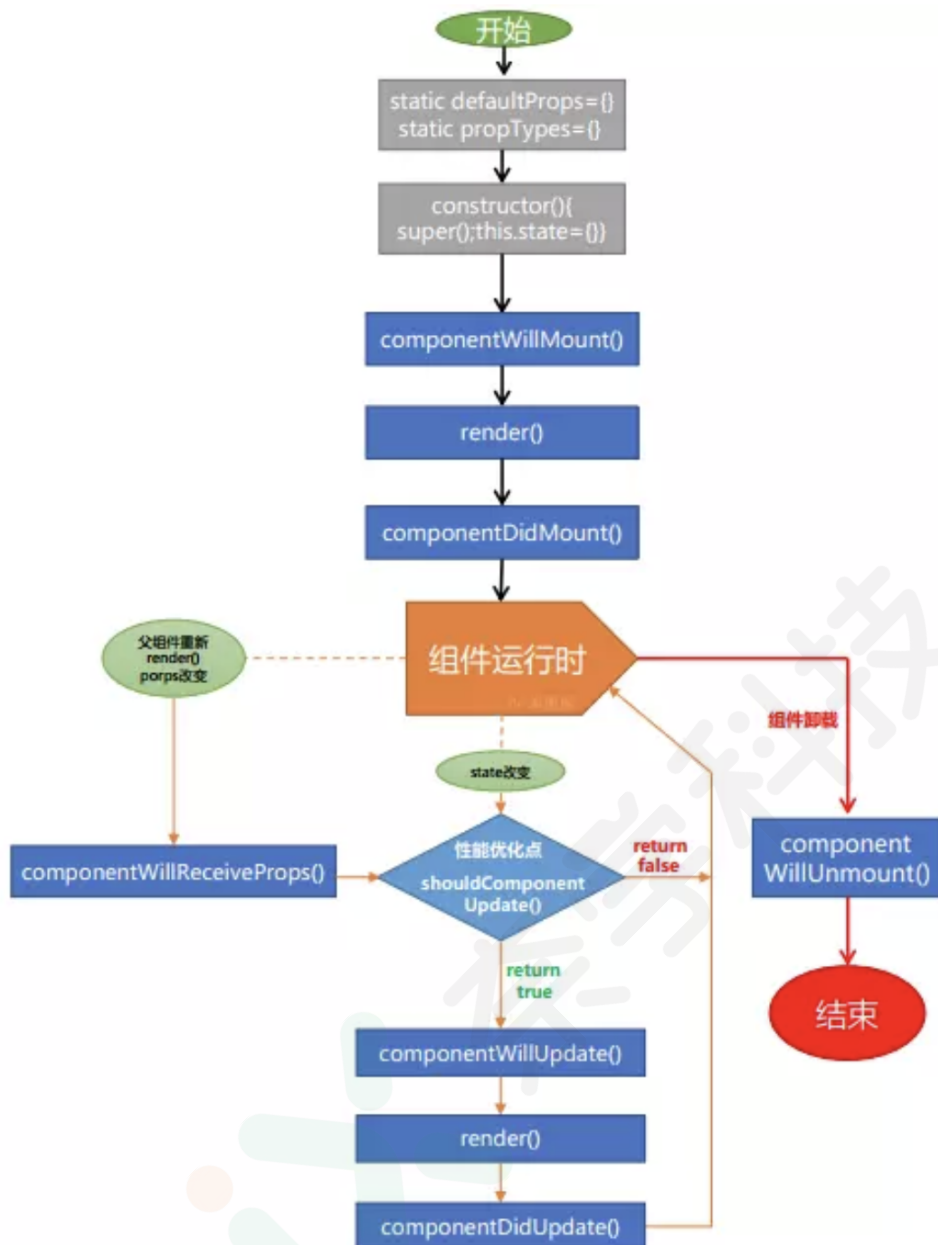 开始
static defaultProps={}
static propTypes={}
constructor(){
super();this.state={}}
componentWillMount()
render()
componentDidMount()
父组件重新
render()
porps改变
组件运行时
组件卸载
state改变
componentWillReceiveProps()
性能优化点
shouldComponent
Update()
return
false
component
WillUnmount()
return
true
结束
componentWillUpdate()
render()
componentDidUpdate()